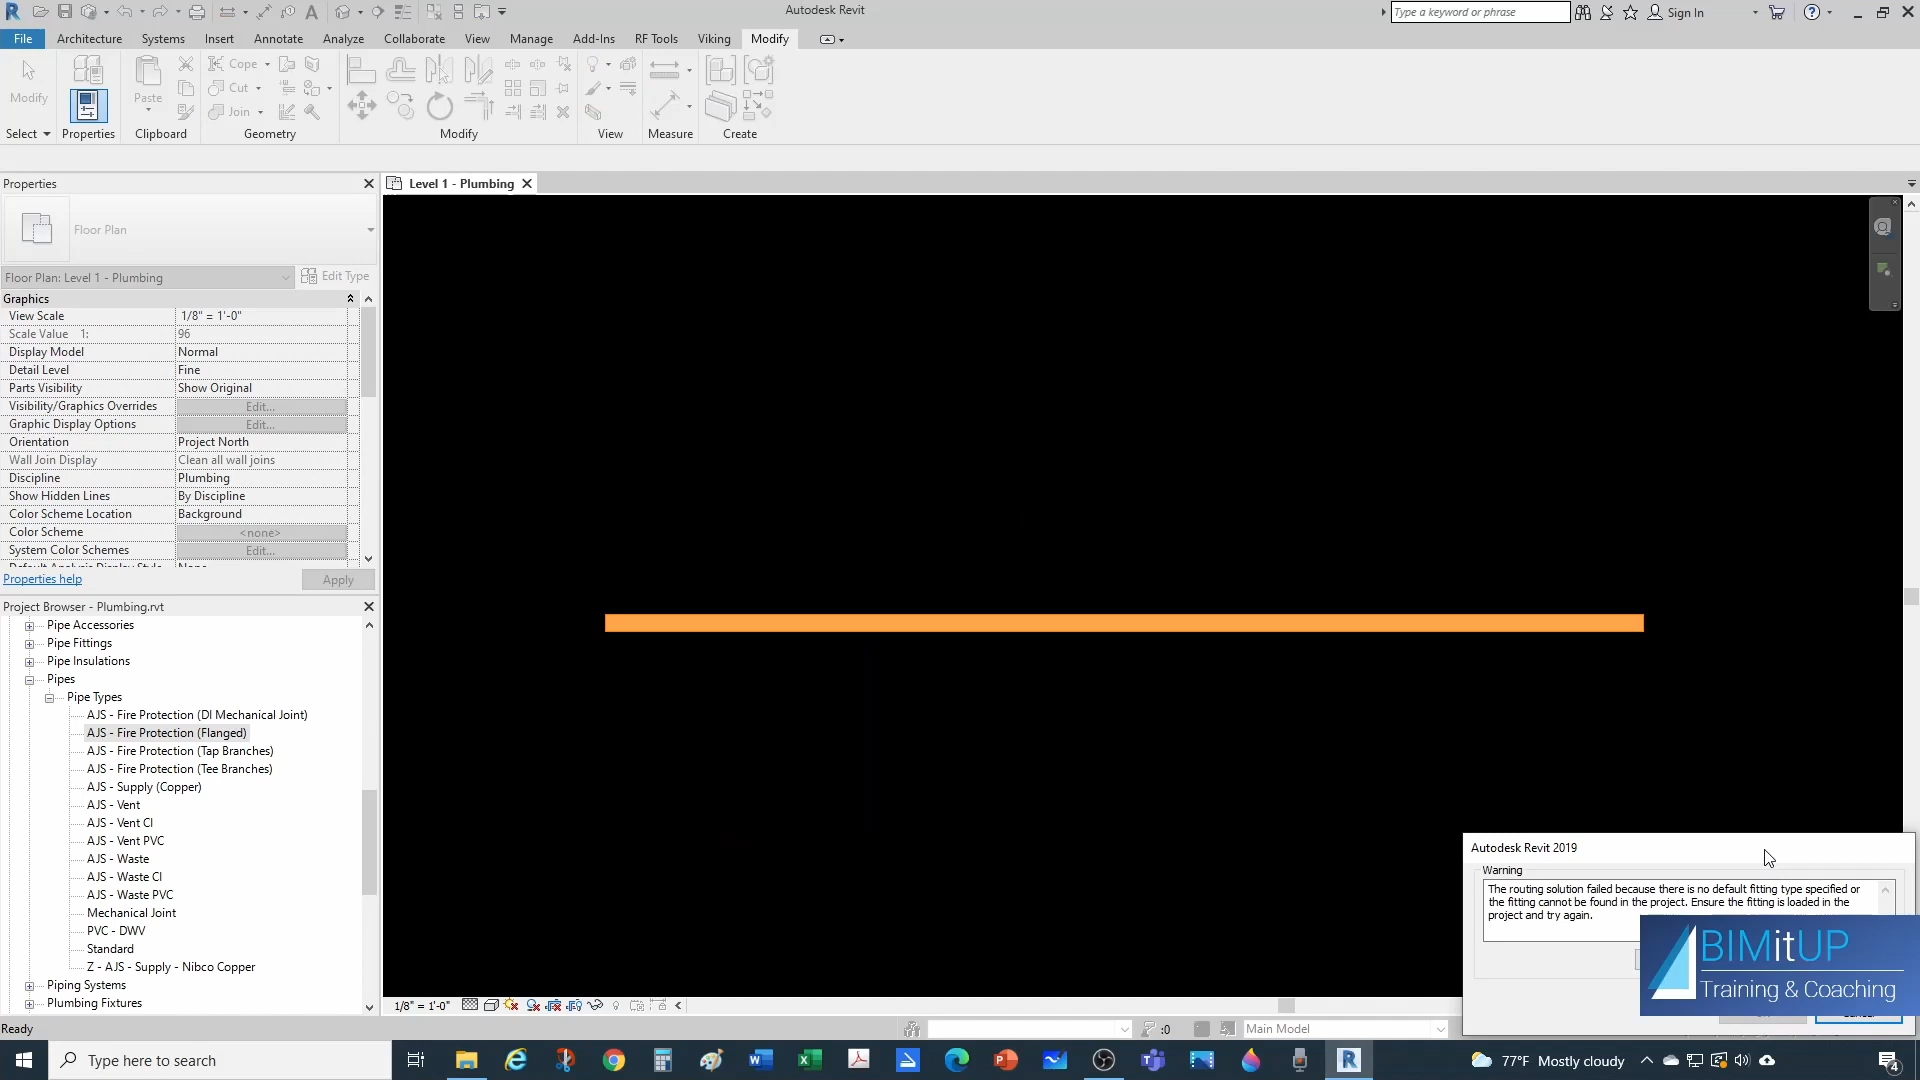 Autodesk Revit
Type a keyword or phrase
Sign In
File
Architecture
Systems
Insert
Annotate
Analyze
Collaborate
View
Manage
Add-Ins
RF Tools
Viking
Modify
Modify
Paste
Cope
Cut
Join
Select
Properties
Clipboard
Geometry
Modify
View
Measure
Create
Properties
Floor Plan
Floor Plan: Level 1 - Plumbing
Edit Type
Graphics
View Scale 1/8" = 1'-0"
Scale Value 1: 96
Display Model Normal
Detail Level Fine
Parts Visibility Show Original
Visibility/Graphics Overrides Edit...
Graphic Display Options Edit...
Orientation Project North
Wall Join Display Clean all wall joins
Discipline Plumbing
Show Hidden Lines By Discipline
Color Scheme Location Background
Color Scheme <none>
System Color Schemes Edit...
Properties help
Apply
Project Browser - Plumbing.rvt
Pipe Accessories
Pipe Fittings
Pipe Insulations
Pipes
Pipe Types
AJS - Fire Protection (DI Mechanical Joint)
AJS - Fire Protection (Flanged)
AJS - Fire Protection (Tap Branches)
AJS - Fire Protection (Tee Branches)
AJS - Supply (Copper)
AJS - Vent
AJS - Vent CI
AJS - Vent PVC
AJS - Waste
AJS - Waste CI
AJS - Waste PVC
Mechanical Joint
PVC - DWV
Standard
Z - AJS - Supply - Nibco Copper
Piping Systems
Plumbing Fixtures
Level 1 - Plumbing
1/8" = 1'-0"
Autodesk Revit 2019
Warning
The routing solution failed because there is no default fitting type specified or
the fitting cannot be found in the project. Ensure the fitting is loaded in the
project and try again.
BIMitUP
Training & Coaching
Ready
:0
Main Model
Type here to search
77°F Mostly cloudy
4